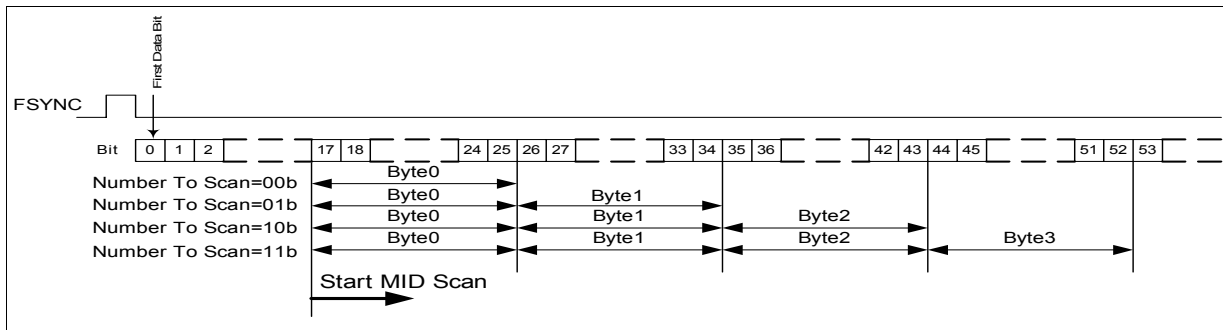 First Data Bit
FSYNC
Bit 0 1 2 17 18 24 25 26 27 33 34 35 36 42 43 44 45 51 52 53
Number To Scan=00b Byte0
Number To Scan=01b Byte0 Byte1
Number To Scan=10b Byte0 Byte1 Byte2
Number To Scan=11b Byte0 Byte1 Byte2 Byte3
Start MID Scan